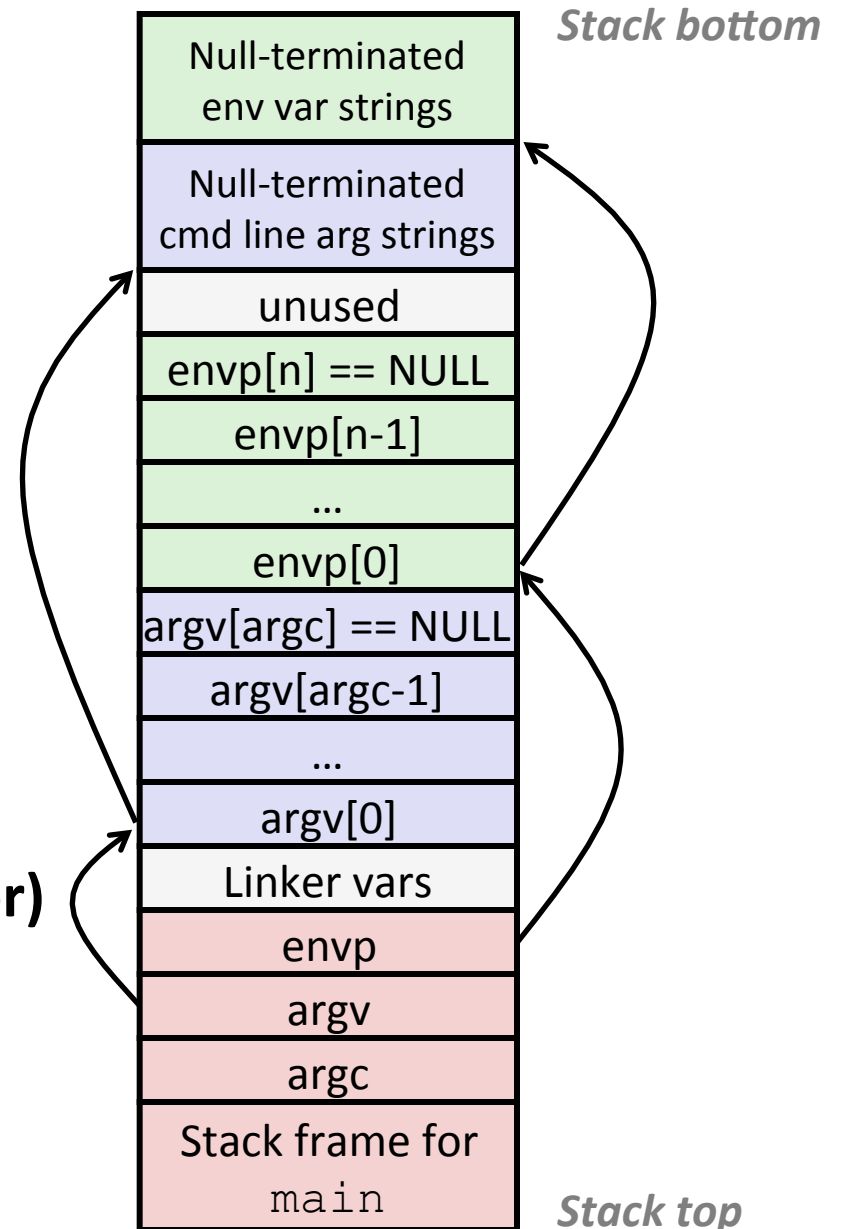 Stack bottom
Null-terminated
env var strings
Null-terminated
cmd line arg strings
unused
envp[n] == NULL
envp[n-1]
…
envp[0]
argv[argc] == NULL
argv[argc-1]
…
argv[0]
Linker vars
r)
envp
argv
argc
Stack frame for
main
Stack top